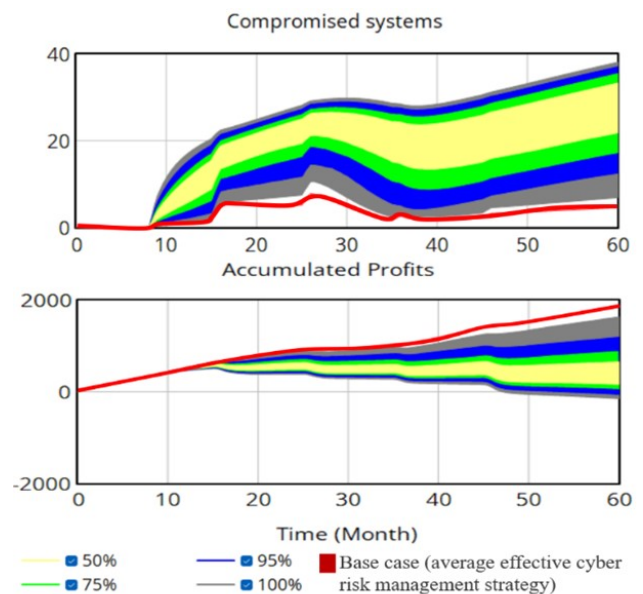 Compromised systems
40
20
0
0 10 20 30 40 50 60
Accumulated Profits
2000
0
-2000
0 10 20 30 40 50 60
Time (Month)
50% 95% Base case (average effective cyber
75% 100% risk management strategy)